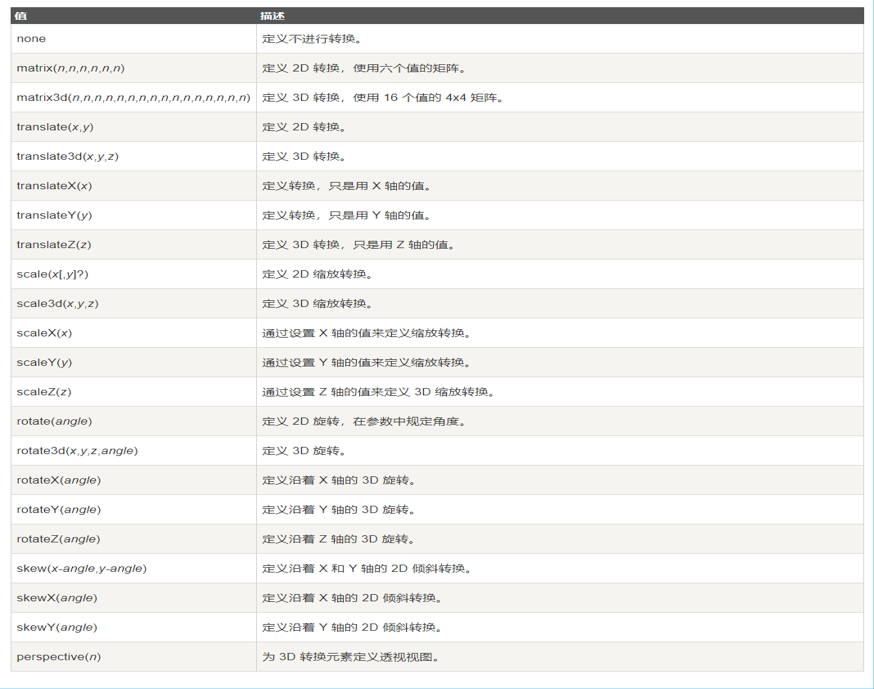 值 描述
none 定义不进行转换。
matrix(n,n,n,n,n,n) 定义 2D 转换，使用六个值的矩阵。
matrix3d(n,n,n,n,n,n,n,n,n,n,n,n,n,n,n,n) 定义 3D 转换，使用 16 个值的 4x4 矩阵。
translate(x,y) 定义 2D 转换。
translate3d(x,y,z) 定义 3D 转换。
translateX(x) 定义转换，只是用 X 轴的值。
translateY(y) 定义转换，只是用 Y 轴的值。
translateZ(z) 定义 3D 转换，只是用 Z 轴的值。
scale(x[,y]?) 定义 2D 缩放转换。
scale3d(x,y,z) 定义 3D 缩放转换。
scaleX(x) 通过设置 X 轴的值来定义缩放转换。
scaleY(y) 通过设置 Y 轴的值来定义缩放转换。
scaleZ(z) 通过设置 Z 轴的值来定义 3D 缩放转换。
rotate(angle) 定义 2D 旋转，在参数中规定角度。
rotate3d(x,y,z,angle) 定义 3D 旋转。
rotateX(angle) 定义沿着 X 轴的 3D 旋转。
rotateY(angle) 定义沿着 Y 轴的 3D 旋转。
rotateZ(angle) 定义沿着 Z 轴的 3D 旋转。
skew(x-angle,y-angle) 定义沿着 X 和 Y 轴的 2D 倾斜转换。
skewX(angle) 定义沿着 X 轴的 2D 倾斜转换。
skewY(angle) 定义沿着 Y 轴的 2D 倾斜转换。
perspective(n) 为 3D 转换元素定义透视视图。